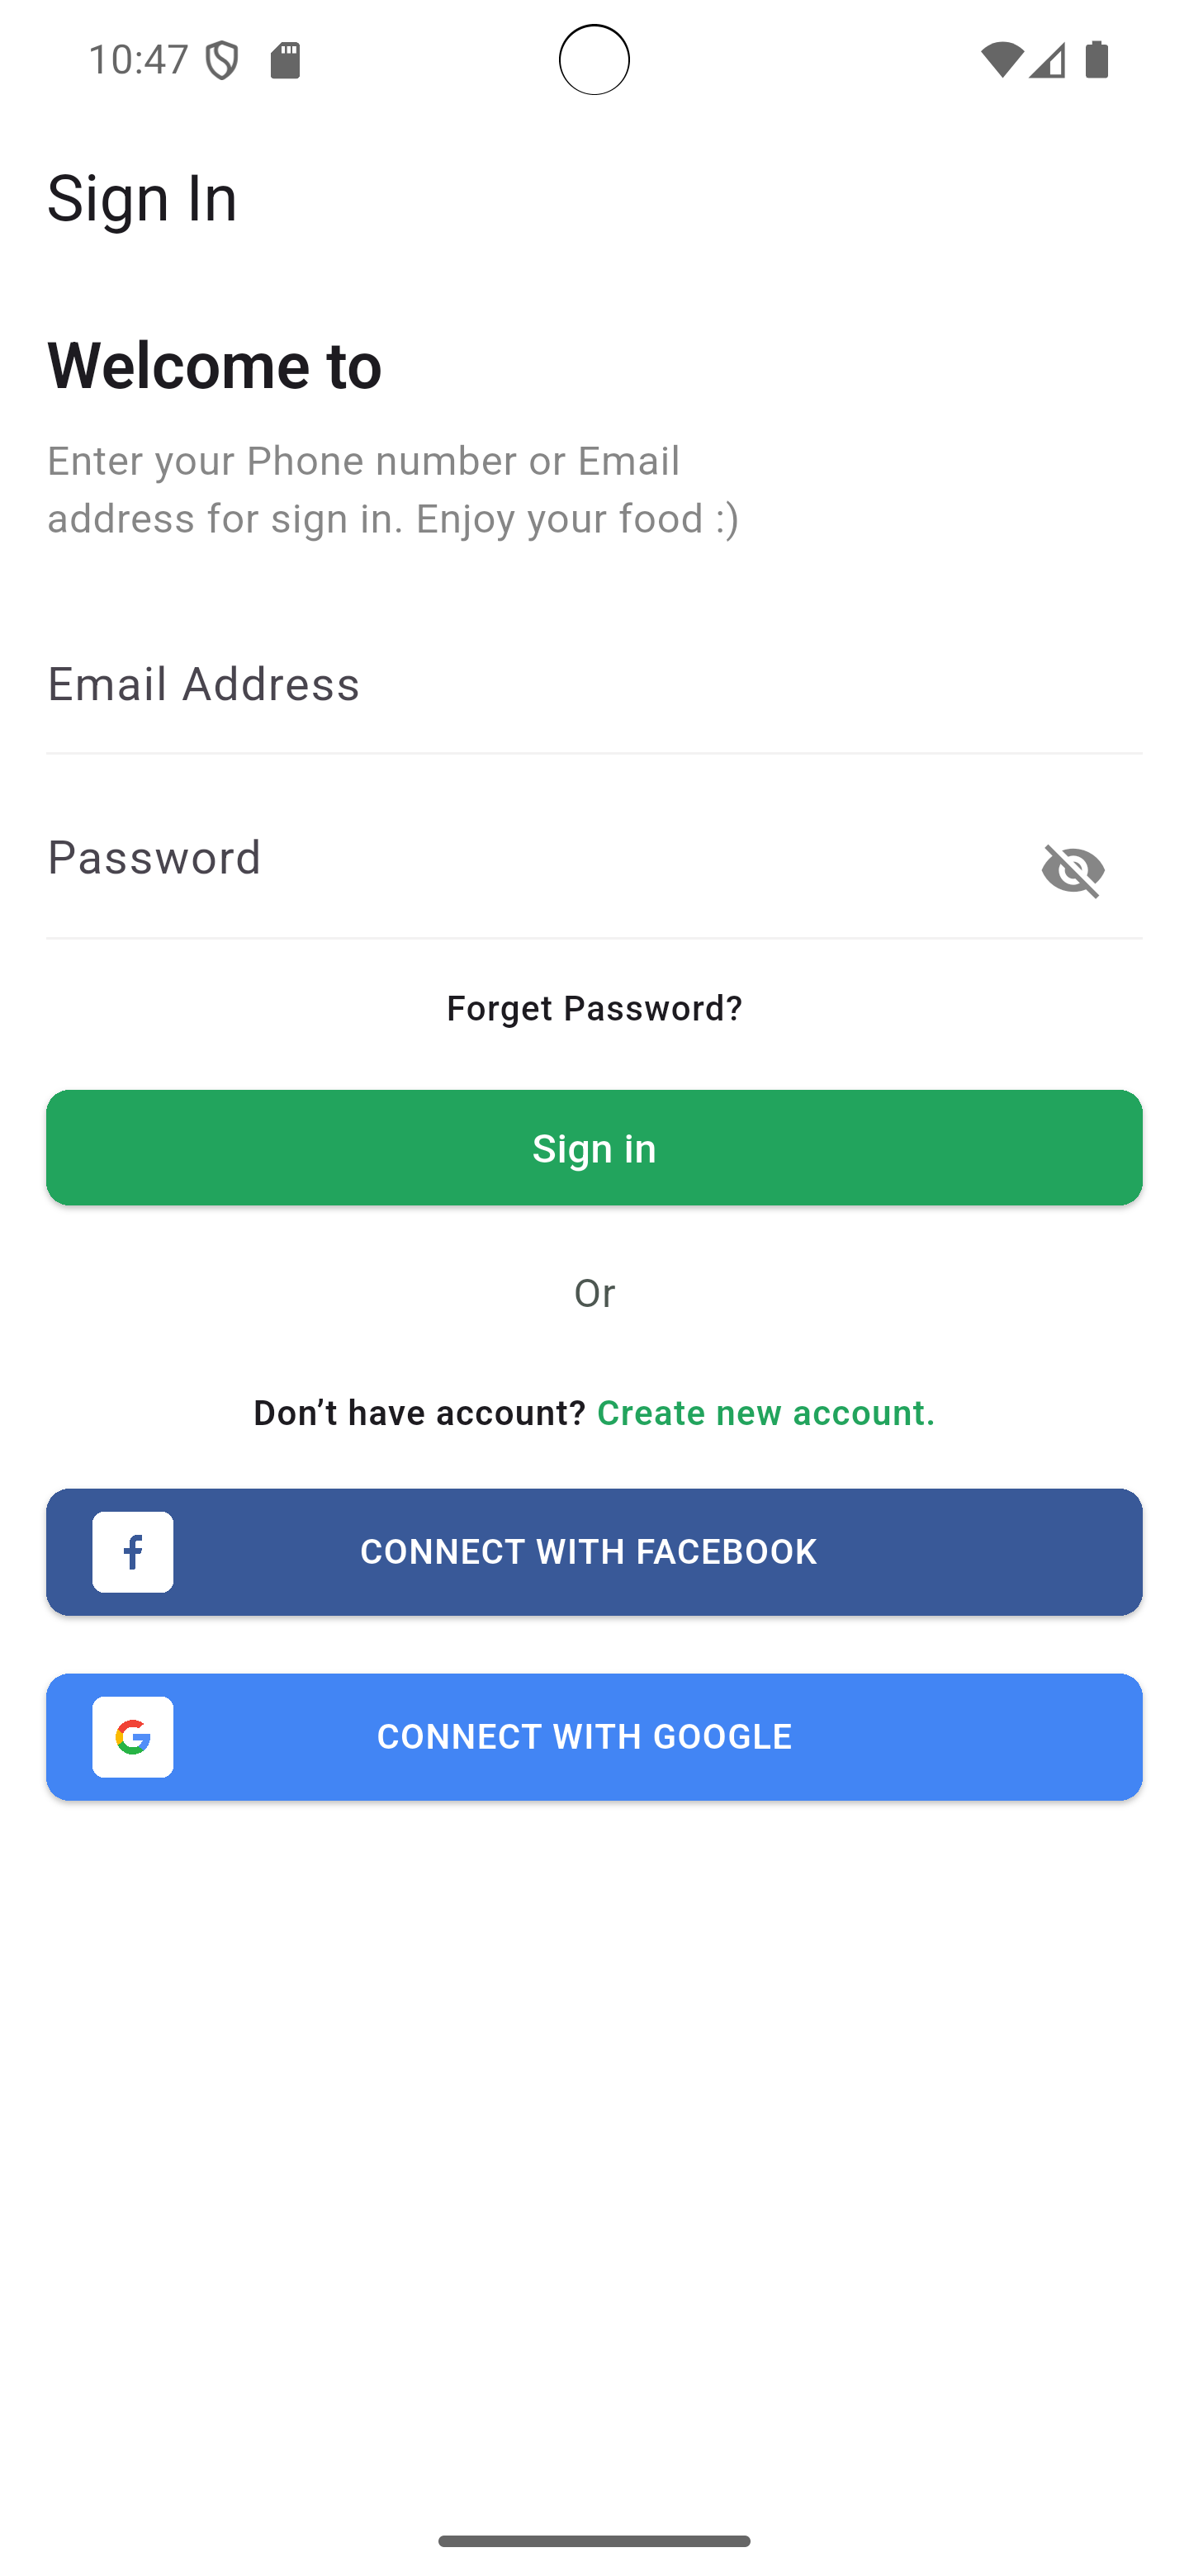 10:47
Sign In
Welcome to
Enter your Phone number or Email
address for sign in. Enjoy your food :)
Email Address
Password
Forget Password?
Sign in
Or
Don’t have account? Create new account.
CONNECT WITH FACEBOOK
CONNECT WITH GOOGLE